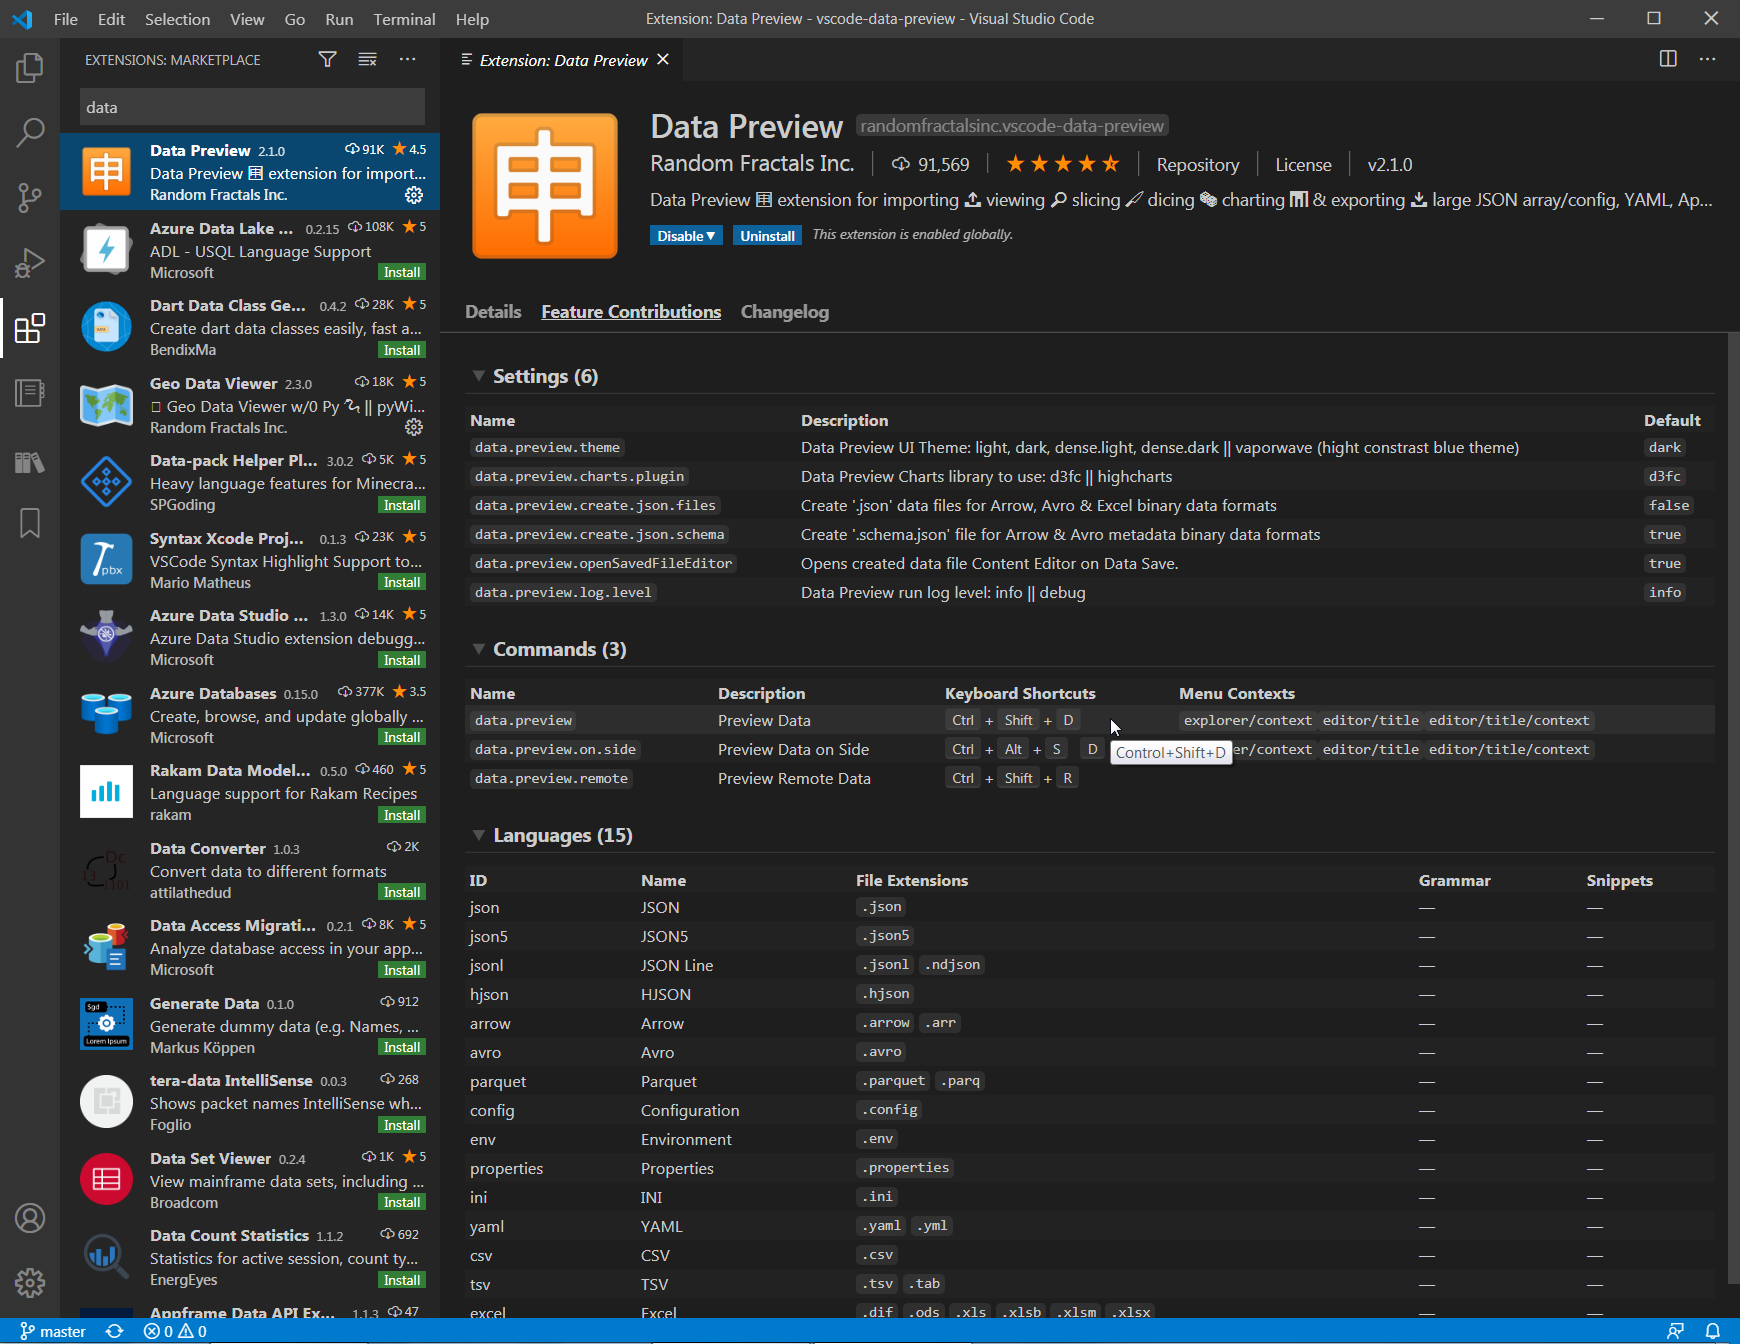 File Edit Selection View Go Run Terminal Help
Extension: Data Preview - vscode-data-preview - Visual Studio Code
EXTENSIONS: MARKETPLACE
data
Data Preview 2.1.0 91K 4.5
Data Preview extension for import...
Random Fractals Inc.
Azure Data Lake ... 0.2.15 108K 5
ADL - USQL Language Support
Microsoft Install
Dart Data Class Ge... 0.4.2 28K 5
Create dart data classes easily, fast a...
BendixMa Install
Geo Data Viewer 2.3.0 18K 5
Geo Data Viewer w/0 Py || pyWi...
Random Fractals Inc.
Data-pack Helper Pl... 3.0.2 5K 5
Heavy language features for Minecra...
SPGoding Install
pbx
Syntax Xcode Proj... 0.1.3 23K 5
VSCode Syntax Highlight Support to...
Mario Matheus Install
Azure Data Studio ... 1.3.0 14K 5
Azure Data Studio extension debugg...
Microsoft Install
Azure Databases 0.15.0 377K 3.5
Create, browse, and update globally ...
Microsoft Install
Rakam Data Model... 0.5.0 460 5
Language support for Rakam Recipes
rakam Install
Data Converter 1.0.3 2K
Convert data to different formats
attilathedud Install
Data Access Migrati... 0.2.1 8K 5
Analyze database access in your app...
Microsoft Install
Sgd
Lorem Ipsum
Generate Data 0.1.0 912
Generate dummy data (e.g. Names, ...
Markus Köppen Install
tera-data IntelliSense 0.0.3 268
Shows packet names IntelliSense wh...
Foglio Install
Data Set Viewer 0.2.4 1K 5
View mainframe data sets, including ...
Broadcom Install
Data Count Statistics 1.1.2 692
Statistics for active session, count ty...
EnergEyes Install
Appframe Data API Ex... 1.1.3 47
Extension: Data Preview
申
Data Preview randomfractalsinc.vscode-data-preview
Random Fractals Inc. 91,569 Repository License v2.1.0
Data Preview extension for importing viewing slicing dicing charting & exporting large JSON array/config, YAML, Ap...
Disable Uninstall This extension is enabled globally.
Details Feature Contributions Changelog
Settings (6)
Name Description Default
data.preview.theme Data Preview UI Theme: light, dark, dense.light, dense.dark || vaporwave (hight constrast blue theme) dark
data.preview.charts.plugin Data Preview Charts library to use: d3fc || highcharts d3fc
data.preview.create.json.files Create '.json' data files for Arrow, Avro & Excel binary data formats false
data.preview.create.json.schema Create '.schema.json' file for Arrow & Avro metadata binary data formats true
data.preview.openSavedFileEditor Opens created data file Content Editor on Data Save. true
data.preview.log.level Data Preview run log level: info || debug info
Commands (3)
Name Description Keyboard Shortcuts Menu Contexts
data.preview Preview Data Ctrl + Shift + D explorer/context editor/title editor/title/context
data.preview.on.side Preview Data on Side Ctrl + Alt + S D er/context editor/title editor/title/context
Control+Shift+D
data.preview.remote Preview Remote Data Ctrl + Shift + R
Languages (15)
ID Name File Extensions Grammar Snippets
json JSON .json — —
json5 JSON5 .json5 — —
jsonl JSON Line .jsonl .ndjson — —
hjson HJSON .hjson — —
arrow Arrow .arrow .arr — —
avro Avro .avro — —
parquet Parquet .parquet .parq — —
config Configuration .config — —
env Environment .env — —
properties Properties .properties — —
ini INI .ini — —
yaml YAML .yaml .yml — —
csv CSV .csv — —
tsv TSV .tsv .tab — —
excel Excel .dif .ods .xls .xlsb .xlsm .xlsx
master 0 0